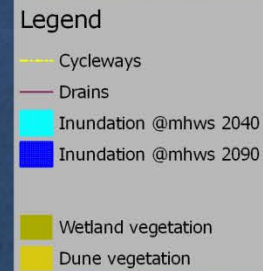 Legend
Cycleways
Drains
Inundation @mhws 2040
Inundation @mhws 2090
Wetland vegetation
Dune vegetation